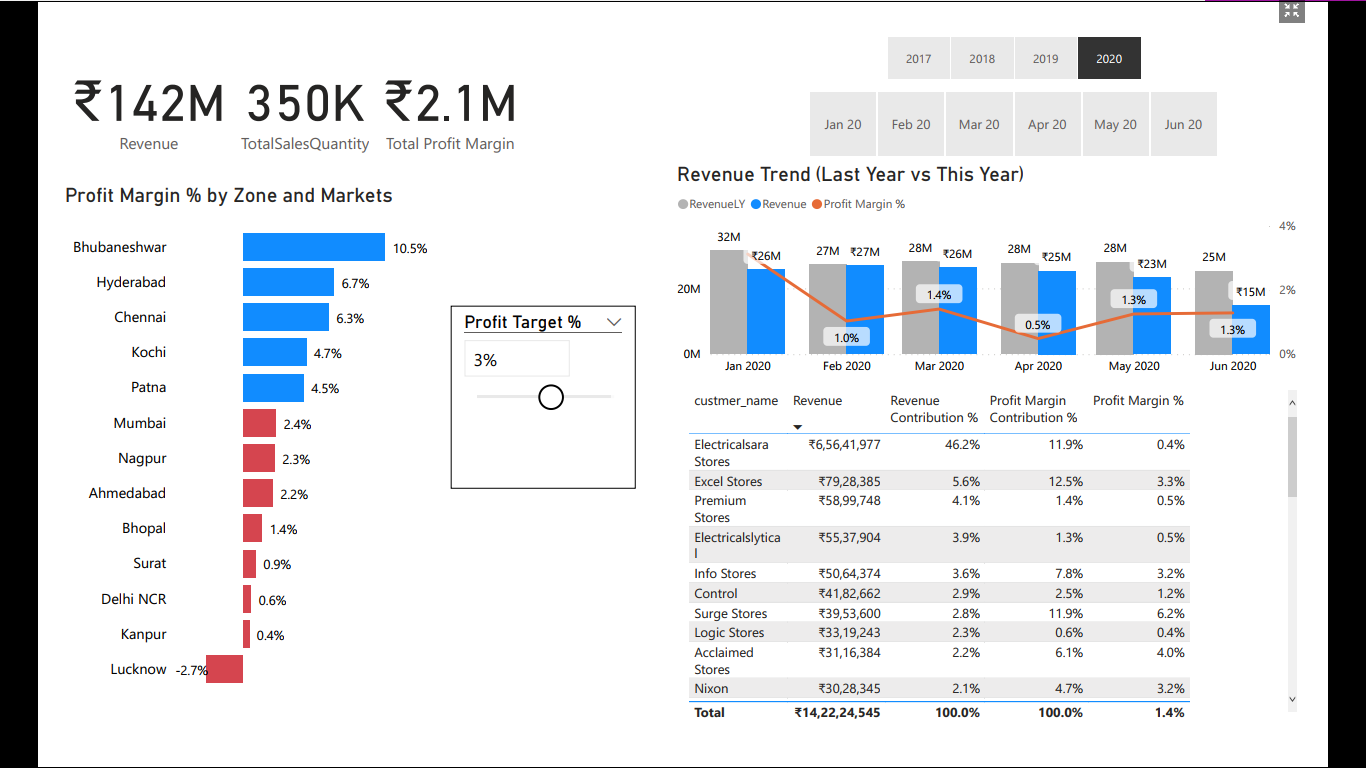 2017 2018 2019 2020
Jan 20 Feb 20 Mar 20 Apr 20 May 20 Jun 20
₹142M 350K ₹2.1M
Revenue TotalSalesQuantity Total Profit Margin
Profit Margin % by Zone and Markets
Bhubaneshwar 10.5%
Hyderabad 6.7%
Chennai 6.3%
Kochi 4.7%
Patna 4.5%
Mumbai 2.4%
Nagpur 2.3%
Ahmedabad 2.2%
Bhopal 1.4%
Surat 0.9%
Delhi NCR 0.6%
Kanpur 0.4%
Lucknow -2.7%
Profit Target %
3%
Revenue Trend (Last Year vs This Year)
RevenueLY Revenue Profit Margin %
4%
32M ₹26M 27M ₹27M 28M ₹26M 28M ₹25M 28M ₹23M 25M ₹15M
20M 2%
1.0% 1.4% 0.5% 1.3% 1.3%
0M 0%
Jan 2020 Feb 2020 Mar 2020 Apr 2020 May 2020 Jun 2020
custmer_name Revenue Revenue Profit Margin Profit Margin %
Contribution % Contribution %
Electricalsara ₹6,56,41,977 46.2% 11.9% 0.4%
Stores
Excel Stores ₹79,28,385 5.6% 12.5% 3.3%
Premium ₹58,99,748 4.1% 1.4% 0.5%
Stores
Electricalslytica ₹55,37,904 3.9% 1.3% 0.5%
l
Info Stores ₹50,64,374 3.6% 7.8% 3.2%
Control ₹41,82,662 2.9% 2.5% 1.2%
Surge Stores ₹39,53,600 2.8% 11.9% 6.2%
Logic Stores ₹33,19,243 2.3% 0.6% 0.4%
Acclaimed ₹31,16,384 2.2% 6.1% 4.0%
Stores
Nixon ₹30,28,345 2.1% 4.7% 3.2%
Total ₹14,22,24,545 100.0% 100.0% 1.4%